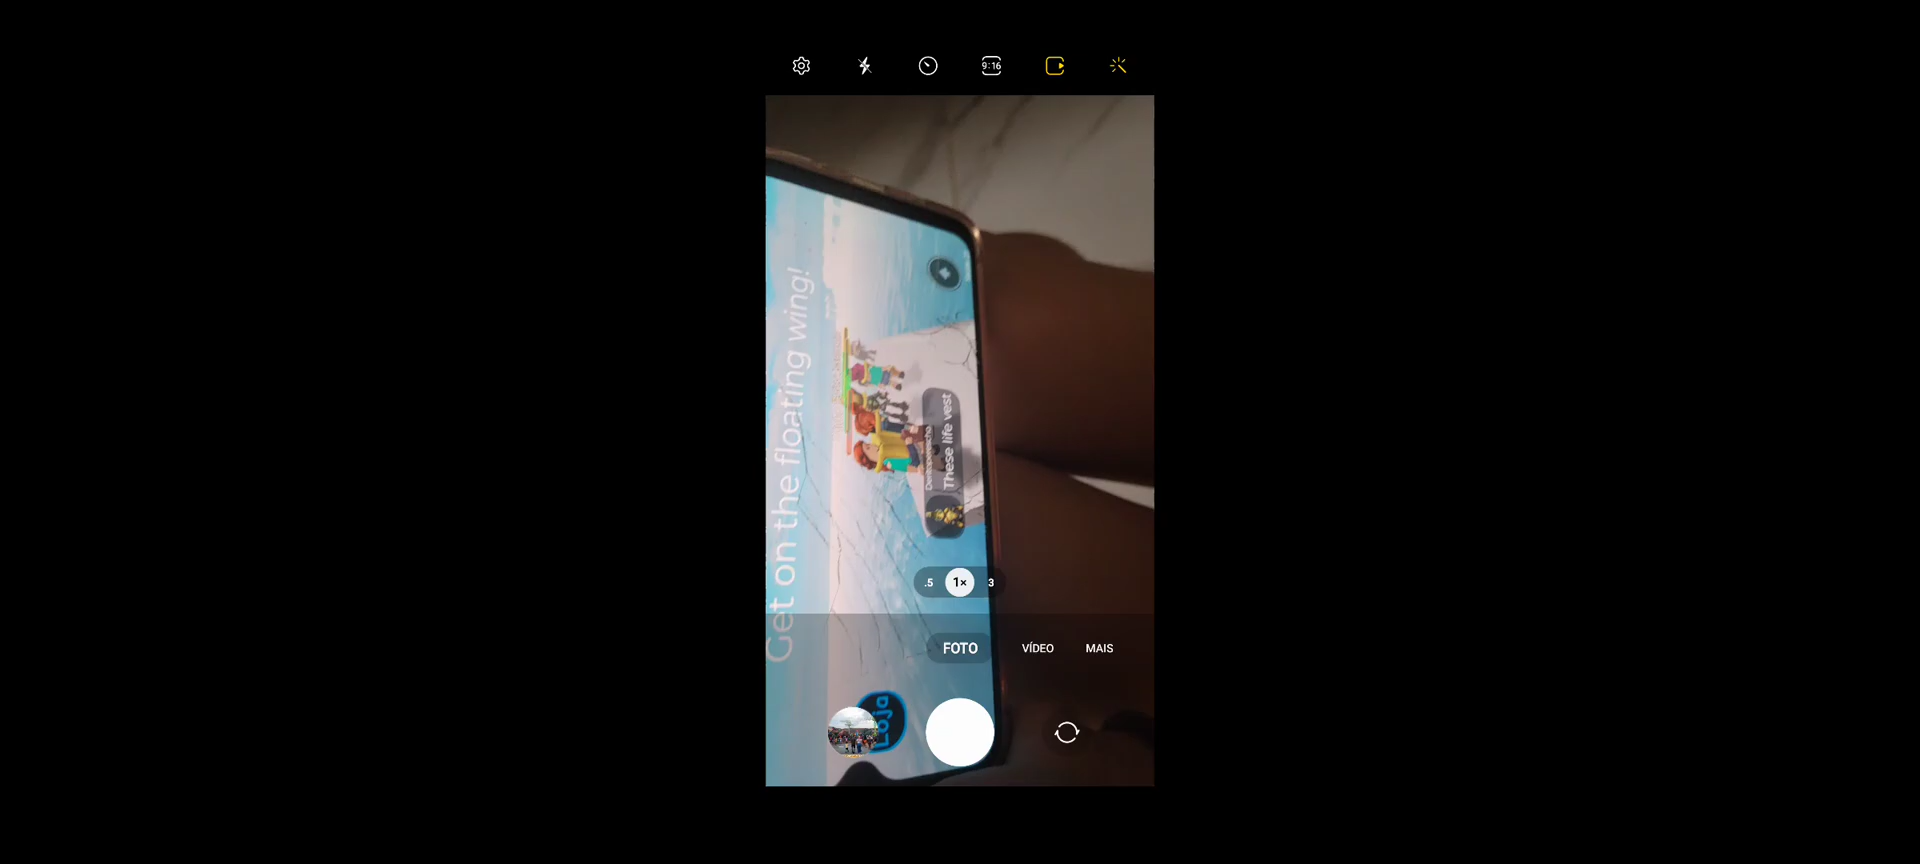 9:16
Get on the floating wing!
These life vest
.5 1× 3
FOTO VÍDEO MAIS
Loja